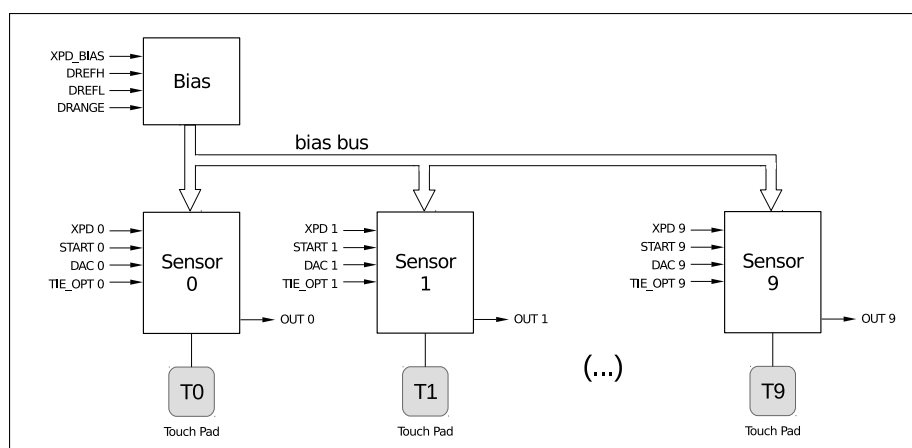 XPD_BIAS
DREFH
DREFL
DRANGE
Bias
bias bus
XPD 0
START 0
DAC 0
TIE_OPT 0
Sensor
0
OUT 0
T0
Touch Pad
XPD 1
START 1
DAC 1
TIE_OPT 1
Sensor
1
OUT 1
T1
Touch Pad
(...)
XPD 9
START 9
DAC 9
TIE_OPT 9
Sensor
9
OUT 9
T9
Touch Pad